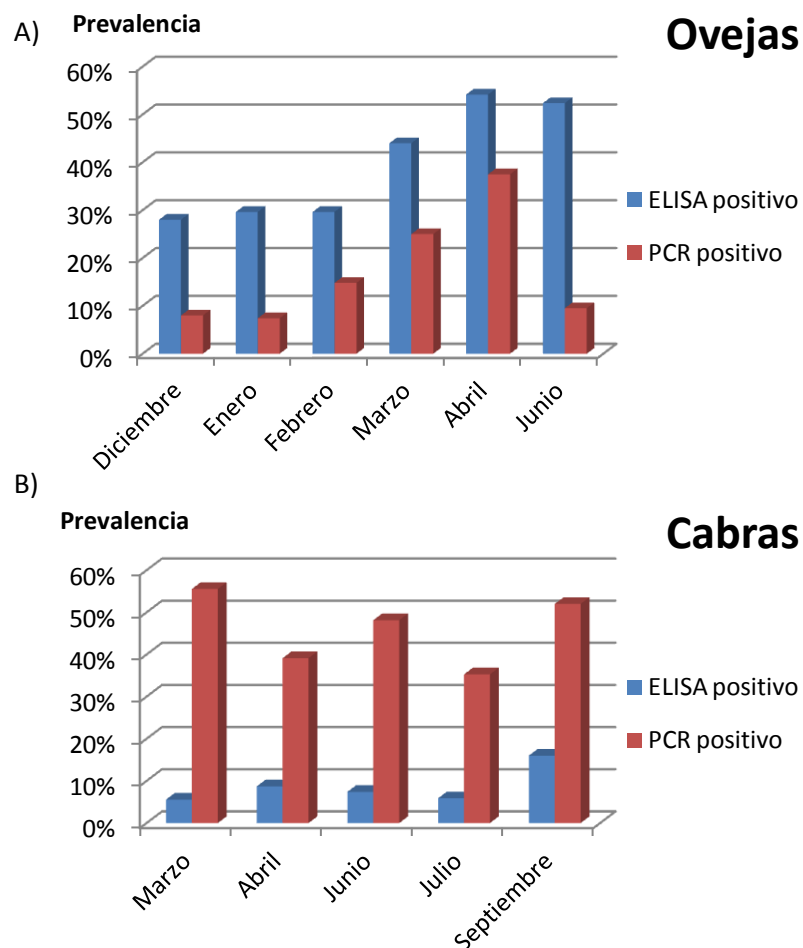 A)
Prevalencia
Ovejas
60%
50%
40%
30%
20%
10%
0%
Diciembre
Enero
Febrero
Marzo
Abril
Junio
ELISA positivo
PCR positivo
B)
Prevalencia
Cabras
60%
50%
40%
30%
20%
10%
0%
Marzo
Abril
Junio
Julio
Septiembre
ELISA positivo
PCR positivo